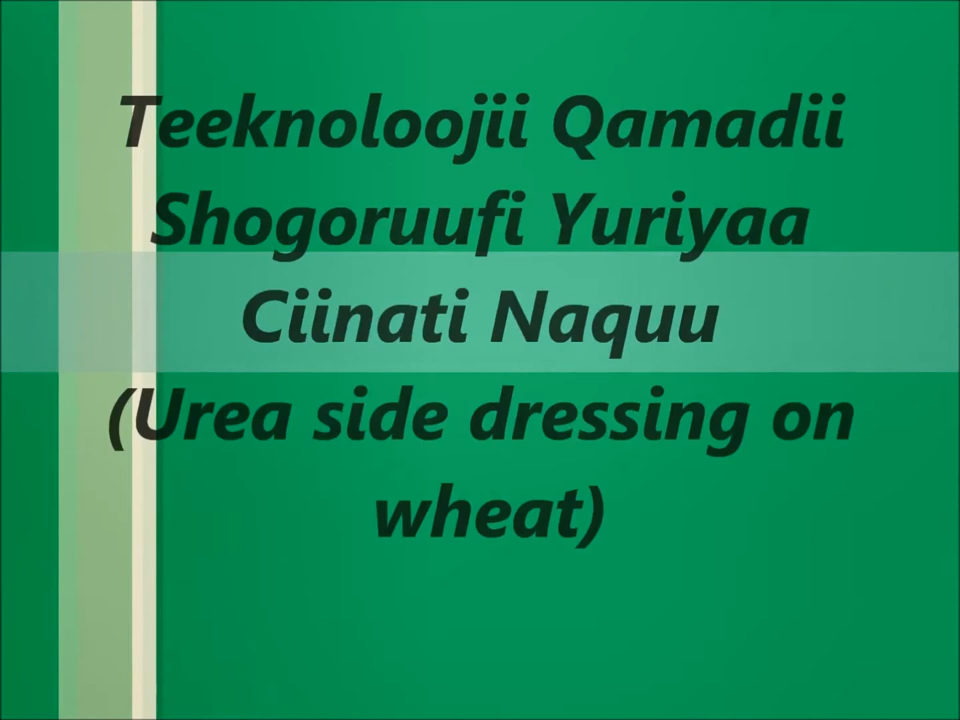 Teeknoloojii Qamadii
Shogoruufi Yuriyaa
Ciinati Naquu
(Urea side dressing on
wheat)